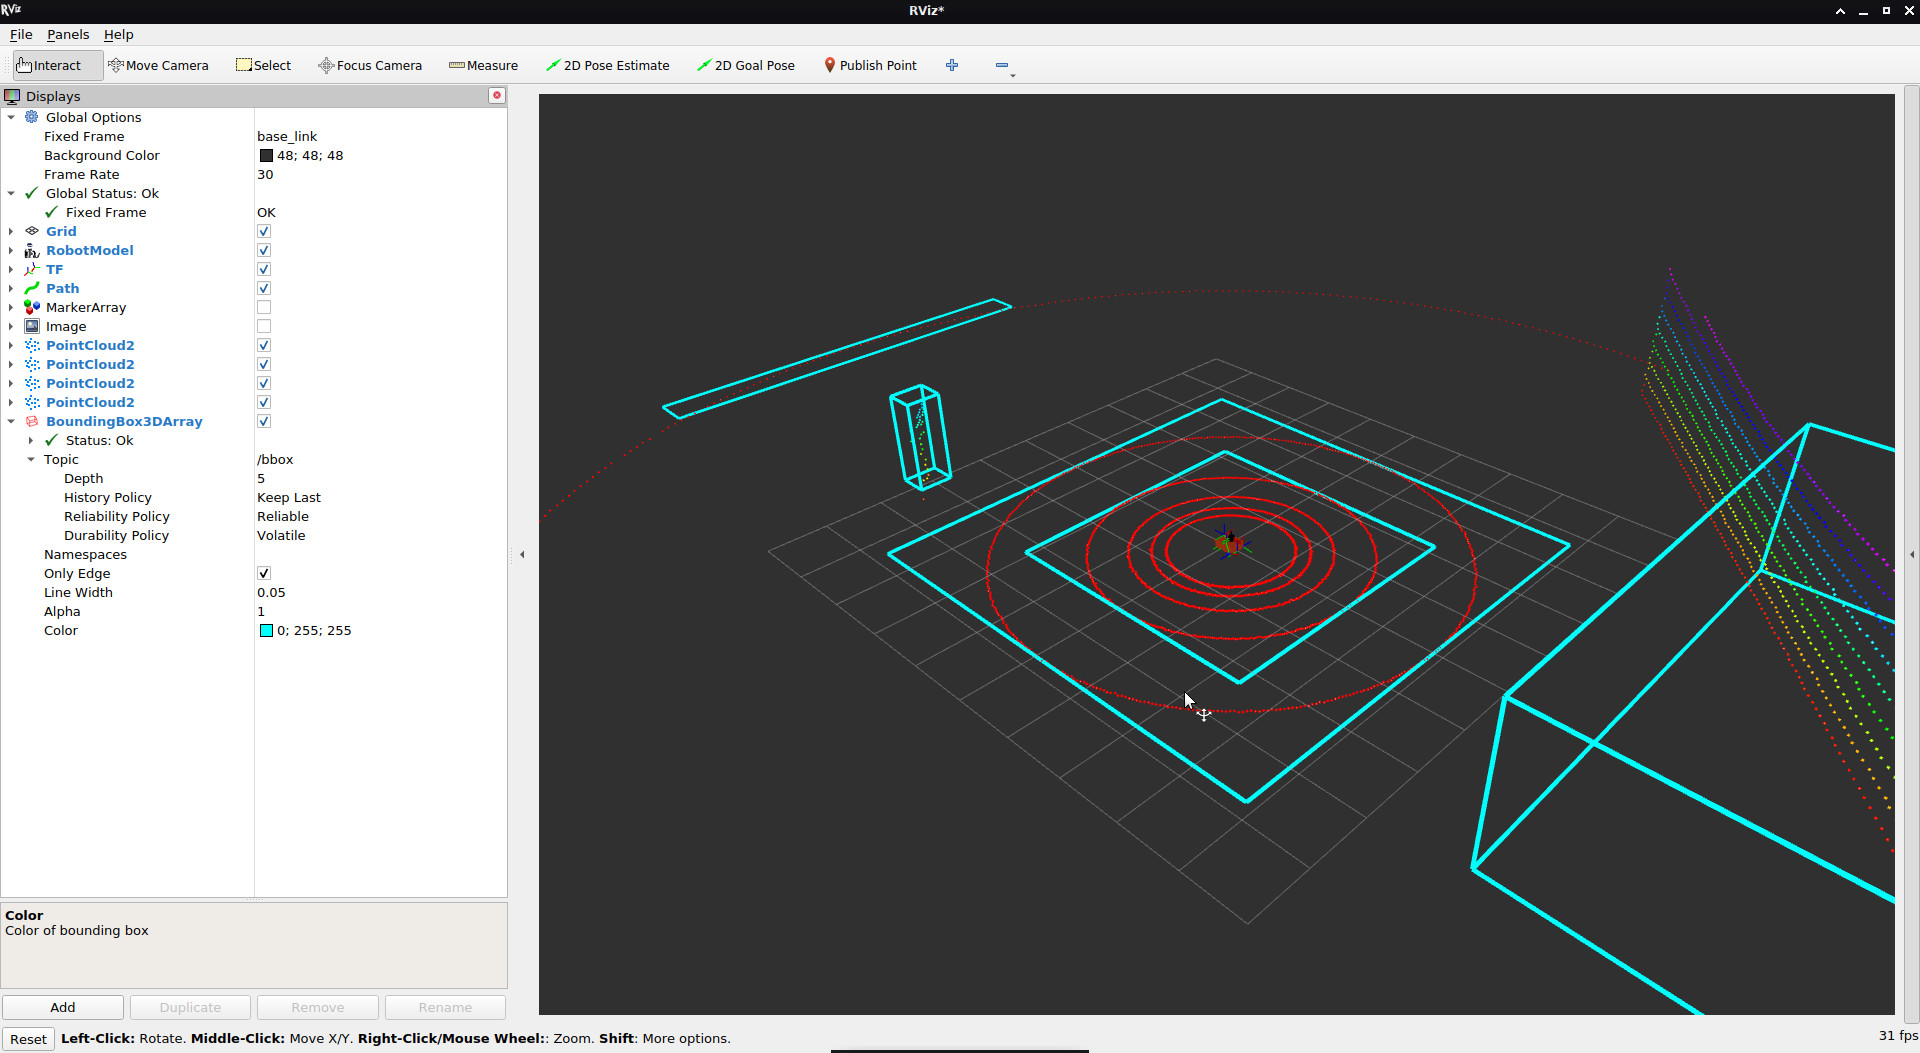 RViz
RViz*
File Panels Help
Interact Move Camera Select Focus Camera Measure 2D Pose Estimate 2D Goal Pose Publish Point
Displays
Global Options
Fixed Frame base_link
Background Color 48; 48; 48
Frame Rate 30
Global Status: Ok
Fixed Frame OK
Grid
RobotModel
TF
Path
MarkerArray
Image
PointCloud2
PointCloud2
PointCloud2
PointCloud2
BoundingBox3DArray
Status: Ok
Topic /bbox
Depth 5
History Policy Keep Last
Reliability Policy Reliable
Durability Policy Volatile
Namespaces
Only Edge
Line Width 0.05
Alpha 1
Color 0; 255; 255
Color
Color of bounding box
Add Duplicate Remove Rename
Reset Left-Click: Rotate. Middle-Click: Move X/Y. Right-Click/Mouse Wheel:: Zoom. Shift: More options. 31 fps